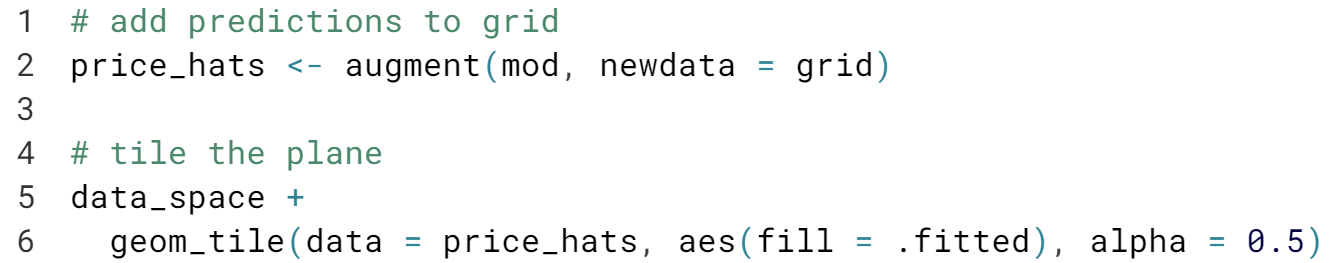 1 # add predictions to grid
2 price_hats <- augment(mod, newdata = grid)
3
4 # tile the plane
5 data_space +
6   geom_tile(data = price_hats, aes(fill = .fitted), alpha = 0.5)